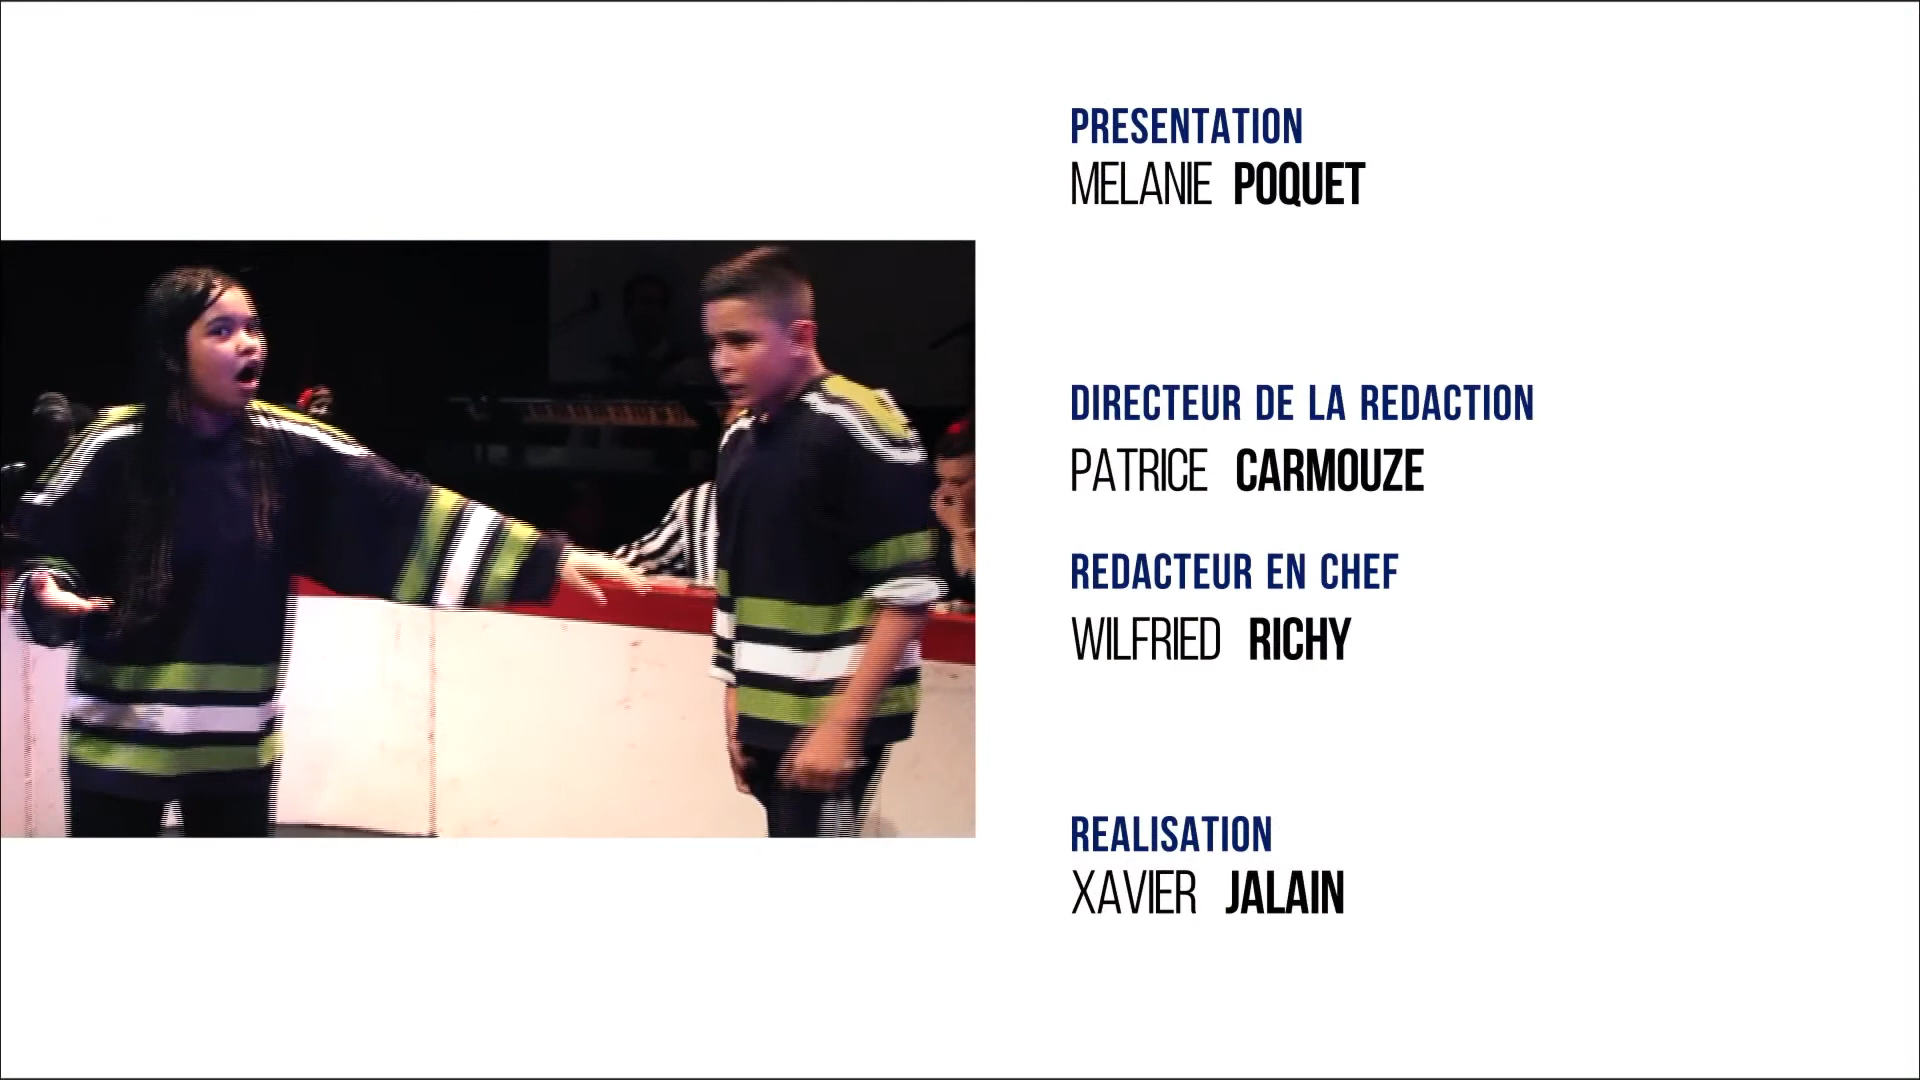 PRESENTATION
MELANIE POQUET
DIRECTEUR DE LA REDACTION
PATRICE CARMOUZE
REDACTEUR EN CHEF
WILFRIED RICHY
REALISATION
XAVIER JALAIN